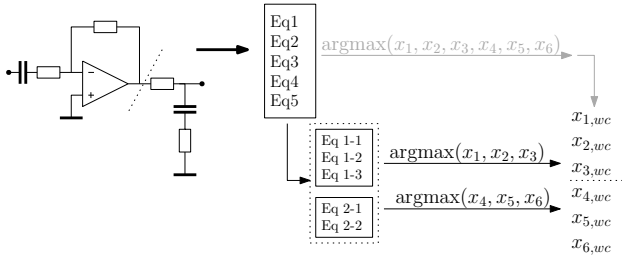 −
+
Eq1
Eq2
Eq3
Eq4
Eq5
argmax(x₁, x₂, x₃, x₄, x₅, x₆)
Eq 1-1
Eq 1-2
Eq 1-3
argmax(x₁, x₂, x₃)
Eq 2-1
Eq 2-2
argmax(x₄, x₅, x₆)
x₁,wc
x₂,wc
x₃,wc
x₄,wc
x₅,wc
x₆,wc